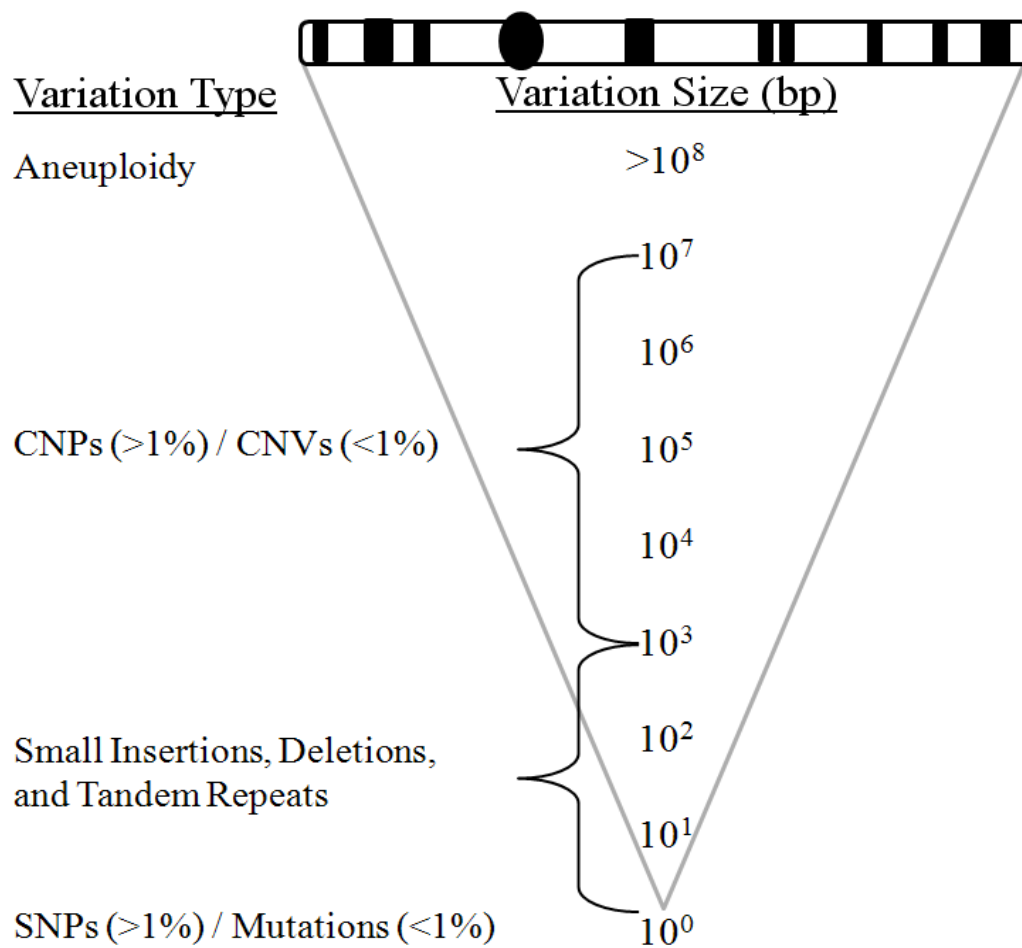 Variation Type
Variation Size (bp)
Aneuploidy
>10⁸
10⁷
10⁶
CNPs (>1%) / CNVs (<1%)
10⁵
10⁴
10³
10²
Small Insertions, Deletions,
and Tandem Repeats
10¹
SNPs (>1%) / Mutations (<1%)
10⁰